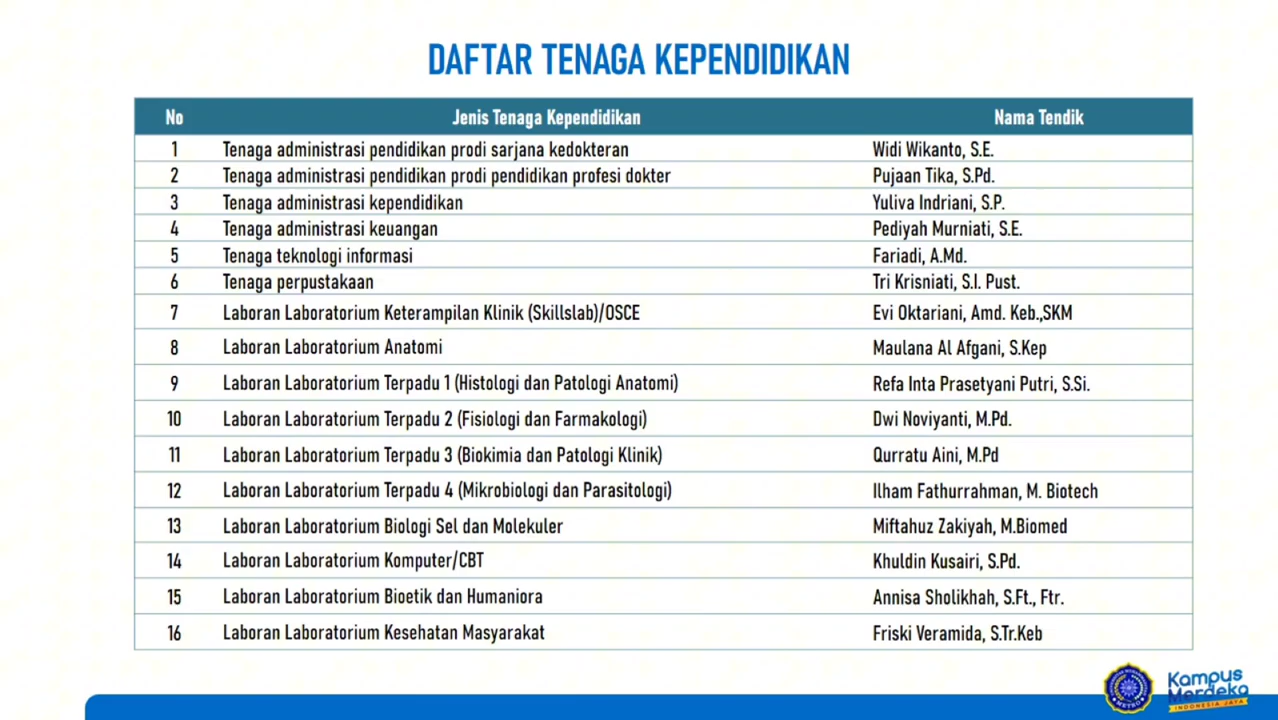 DAFTAR TENAGA KEPENDIDIKAN
No Jenis Tenaga Kependidikan Nama Tendik
1 Tenaga administrasi pendidikan prodi sarjana kedokteran Widi Wikanto, S.E.
2 Tenaga administrasi pendidikan prodi pendidikan profesi dokter Pujaan Tika, S.Pd.
3 Tenaga administrasi kependidikan Yuliva Indriani, S.P.
4 Tenaga administrasi keuangan Pediyah Murniati, S.E.
5 Tenaga teknologi informasi Fariadi, A.Md.
6 Tenaga perpustakaan Tri Krisniati, S.I. Pust.
7 Laboran Laboratorium Keterampilan Klinik (Skillslab)/OSCE Evi Oktariani, Amd. Keb.,SKM
8 Laboran Laboratorium Anatomi Maulana Al Afgani, S.Kep
9 Laboran Laboratorium Terpadu 1 (Histologi dan Patologi Anatomi) Refa Inta Prasetyani Putri, S.Si.
10 Laboran Laboratorium Terpadu 2 (Fisiologi dan Farmakologi) Dwi Noviyanti, M.Pd.
11 Laboran Laboratorium Terpadu 3 (Biokimia dan Patologi Klinik) Qurratu Aini, M.Pd
12 Laboran Laboratorium Terpadu 4 (Mikrobiologi dan Parasitologi) Ilham Fathurrahman, M. Biotech
13 Laboran Laboratorium Biologi Sel dan Molekuler Miftahuz Zakiyah, M.Biomed
14 Laboran Laboratorium Komputer/CBT Khuldin Kusairi, S.Pd.
15 Laboran Laboratorium Bioetik dan Humaniora Annisa Sholikhah, S.Ft., Ftr.
16 Laboran Laboratorium Kesehatan Masyarakat Friski Veramida, S.Tr.Keb
METRO
Kampus
Merdeka
INDONESIA JAYA